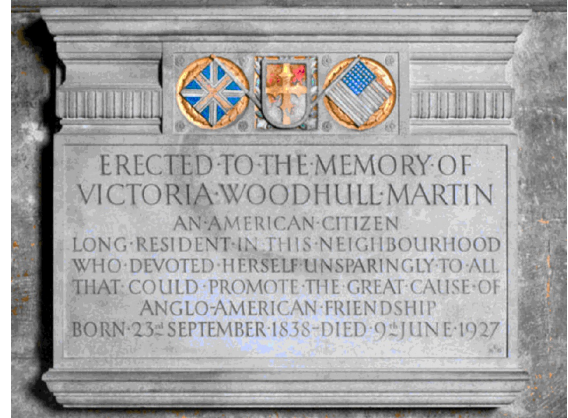 ERECTED·TO·THE·MEMORY·OF
VICTORIA·WOODHULL·MARTIN
AN·AMERICAN·CITIZEN
LONG·RESIDENT·IN·THIS·NEIGHBOURHOOD
WHO·DEVOTED·HERSELF·UNSPARINGLY·TO·ALL
THAT·COULD·PROMOTE·THE·GREAT·CAUSE·OF
ANGLO·AMERICAN·FRIENDSHIP
BORN·23rd·SEPTEMBER·1838–DIED·9th·JUNE·1927